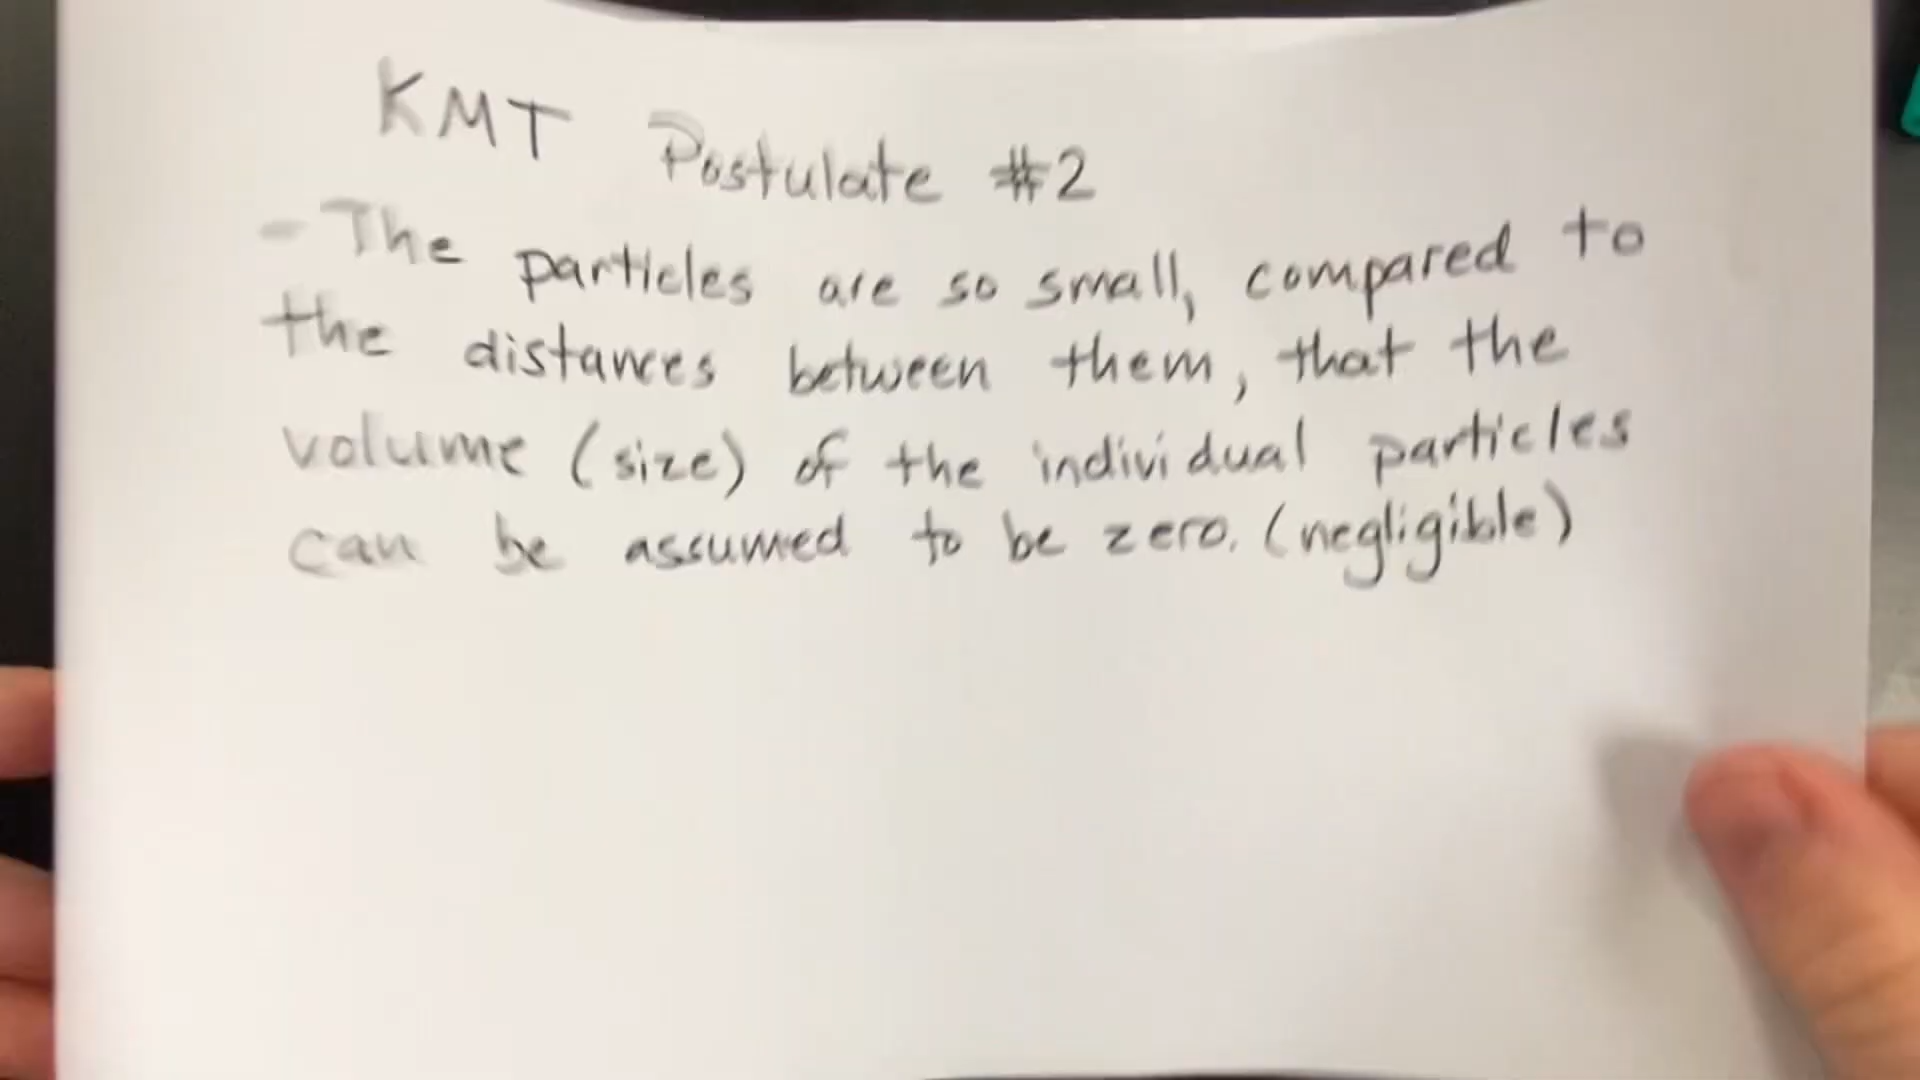 KMT Postulate #2
- The particles are so small, compared to
the distances between them, that the
volume (size) of the individual particles
can be assumed to be zero. (negligible)